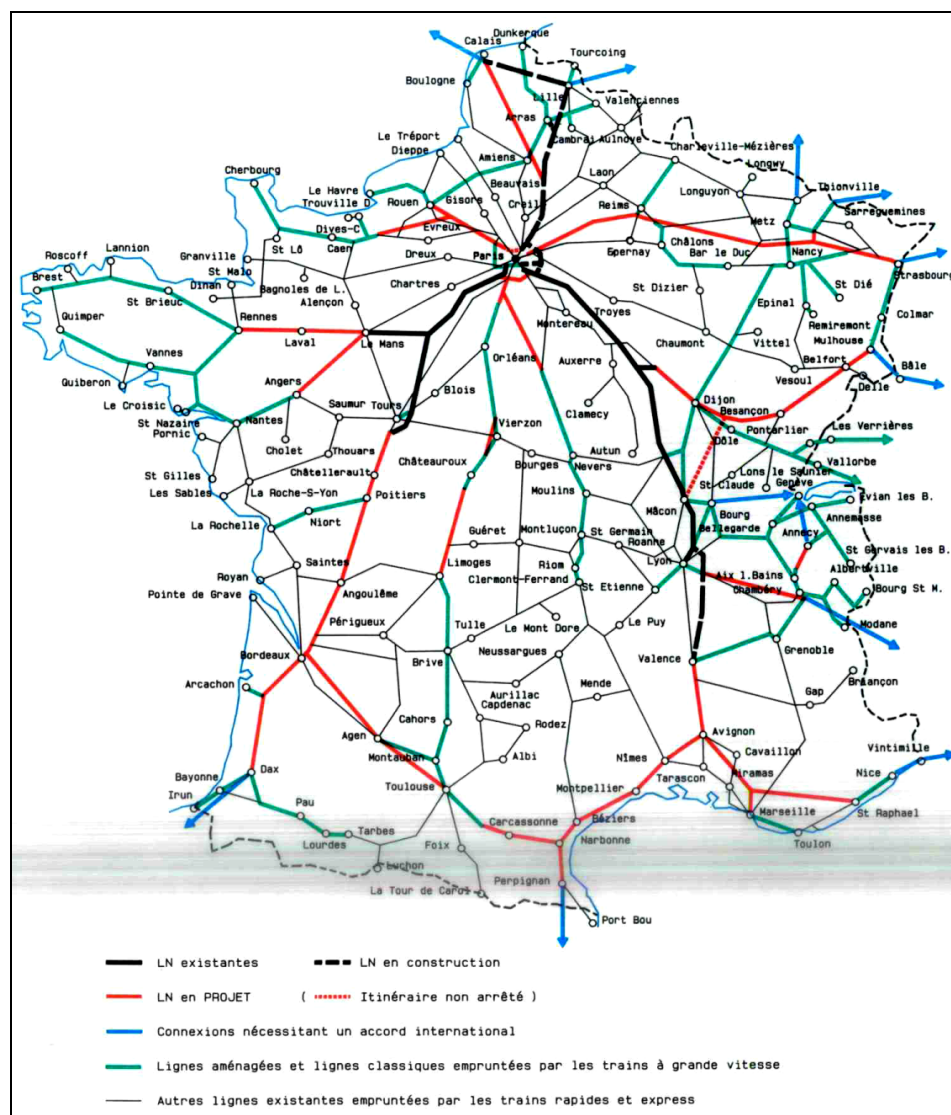 Dunkerque
Calais
Tourcoing
Boulogne
Lille
Valenciennes
Arras
Le Tréport
Dieppe
Cambrai
Aulnoye
Charleville-Mézières
Longwy
Cherbourg
Amiens
Beauvais
Laon
Longuyon
Thionville
Le Havre
Trouville D
Rouen
Gisors
Creil
Reims
Metz
Sarreguemines
Dives-C
Caen
Evreux
Paris
Epernay
Châlons
Bar le Duc
Nancy
Strasbourg
St Lô
Granville
Dreux
Roscoff
Lannion
St Malo
Brest
Dinan
Bagnoles de L.
Chartres
St Dizier
St Dié
St Brieuc
Alençon
Troyes
Epinal
Colmar
Quimper
Rennes
Laval
Le Mans
Montereau
Chaumont
Vittel
Remiremont
Mulhouse
Vannes
Orléans
Auxerre
Belfort
Bâle
Quiberon
Angers
Blois
Vesoul
Delle
Le Croisic
Saumur
Tours
Clamecy
Dijon
Besançon
St Nazaire
Nantes
Vierzon
Pontarlier
Les Verrières
Pornic
Cholet
Thouars
Autun
Dôle
Châtellerault
Châteauroux
Bourges
Nevers
Lons le Saunier
Vallorbe
St Gilles
Les Sables
La Roche-S-Yon
Poitiers
Moulins
St Claude
Genève
Evian les B.
Mâcon
Bourg
Annemasse
La Rochelle
Niort
Guéret
Montluçon
St Germain
Roanne
Bellegarde
Annecy
St Gervais les B.
Saintes
Limoges
Riom
Lyon
Aix l.Bains
Albertville
Royan
Clermont-Ferrand
St Etienne
Chambéry
Bourg St M.
Pointe de Grave
Angoulême
Périgueux
Tulle
Le Mont Dore
Le Puy
Modane
Bordeaux
Neussargues
Valence
Grenoble
Brive
Arcachon
Aurillac
Mende
Gap
Briançon
Capdenac
Cahors
Rodez
Agen
Avignon
Montauban
Albi
Nîmes
Cavaillon
Vintimille
Bayonne
Dax
Toulouse
Tarascon
Miramas
Nice
Irun
Montpellier
Marseille
St Raphael
Pau
Carcassonne
Béziers
Toulon
Lourdes
Tarbes
Foix
Narbonne
Luchon
La Tour de Carol
Perpignan
Port Bou
LN existantes
LN en construction
LN en PROJET
( Itinéraire non arrêté )
Connexions nécessitant un accord international
Lignes aménagées et lignes classiques empruntées par les trains à grande vitesse
Autres lignes existantes empruntées par les trains rapides et express